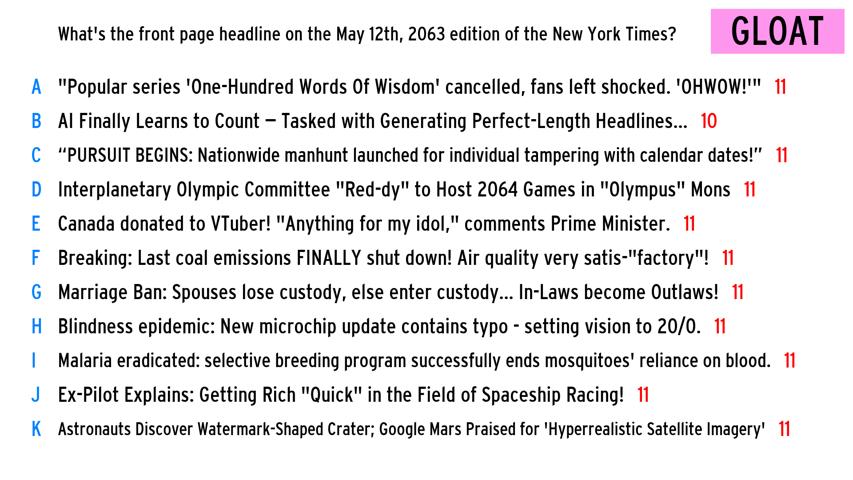 What's the front page headline on the May 12th, 2063 edition of the New York Times?
GLOAT
A "Popular series 'One-Hundred Words Of Wisdom' cancelled, fans left shocked. 'OHWOW!'" 11
B AI Finally Learns to Count – Tasked with Generating Perfect-Length Headlines... 10
C “PURSUIT BEGINS: Nationwide manhunt launched for individual tampering with calendar dates!” 11
D Interplanetary Olympic Committee "Red-dy" to Host 2064 Games in "Olympus" Mons 11
E Canada donated to VTuber! "Anything for my idol," comments Prime Minister. 11
F Breaking: Last coal emissions FINALLY shut down! Air quality very satis-"factory"! 11
G Marriage Ban: Spouses lose custody, else enter custody... In-Laws become Outlaws! 11
H Blindness epidemic: New microchip update contains typo - setting vision to 20/0. 11
I Malaria eradicated: selective breeding program successfully ends mosquitoes' reliance on blood. 11
J Ex-Pilot Explains: Getting Rich "Quick" in the Field of Spaceship Racing! 11
K Astronauts Discover Watermark-Shaped Crater; Google Mars Praised for 'Hyperrealistic Satellite Imagery' 11